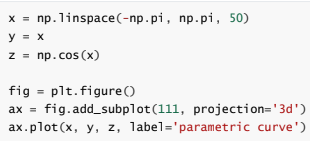 x = np.linspace(-np.pi, np.pi, 50)
y = x
z = np.cos(x)
fig = plt.figure()
ax = fig.add_subplot(111, projection='3d')
ax.plot(x, y, z, label='parametric curve')